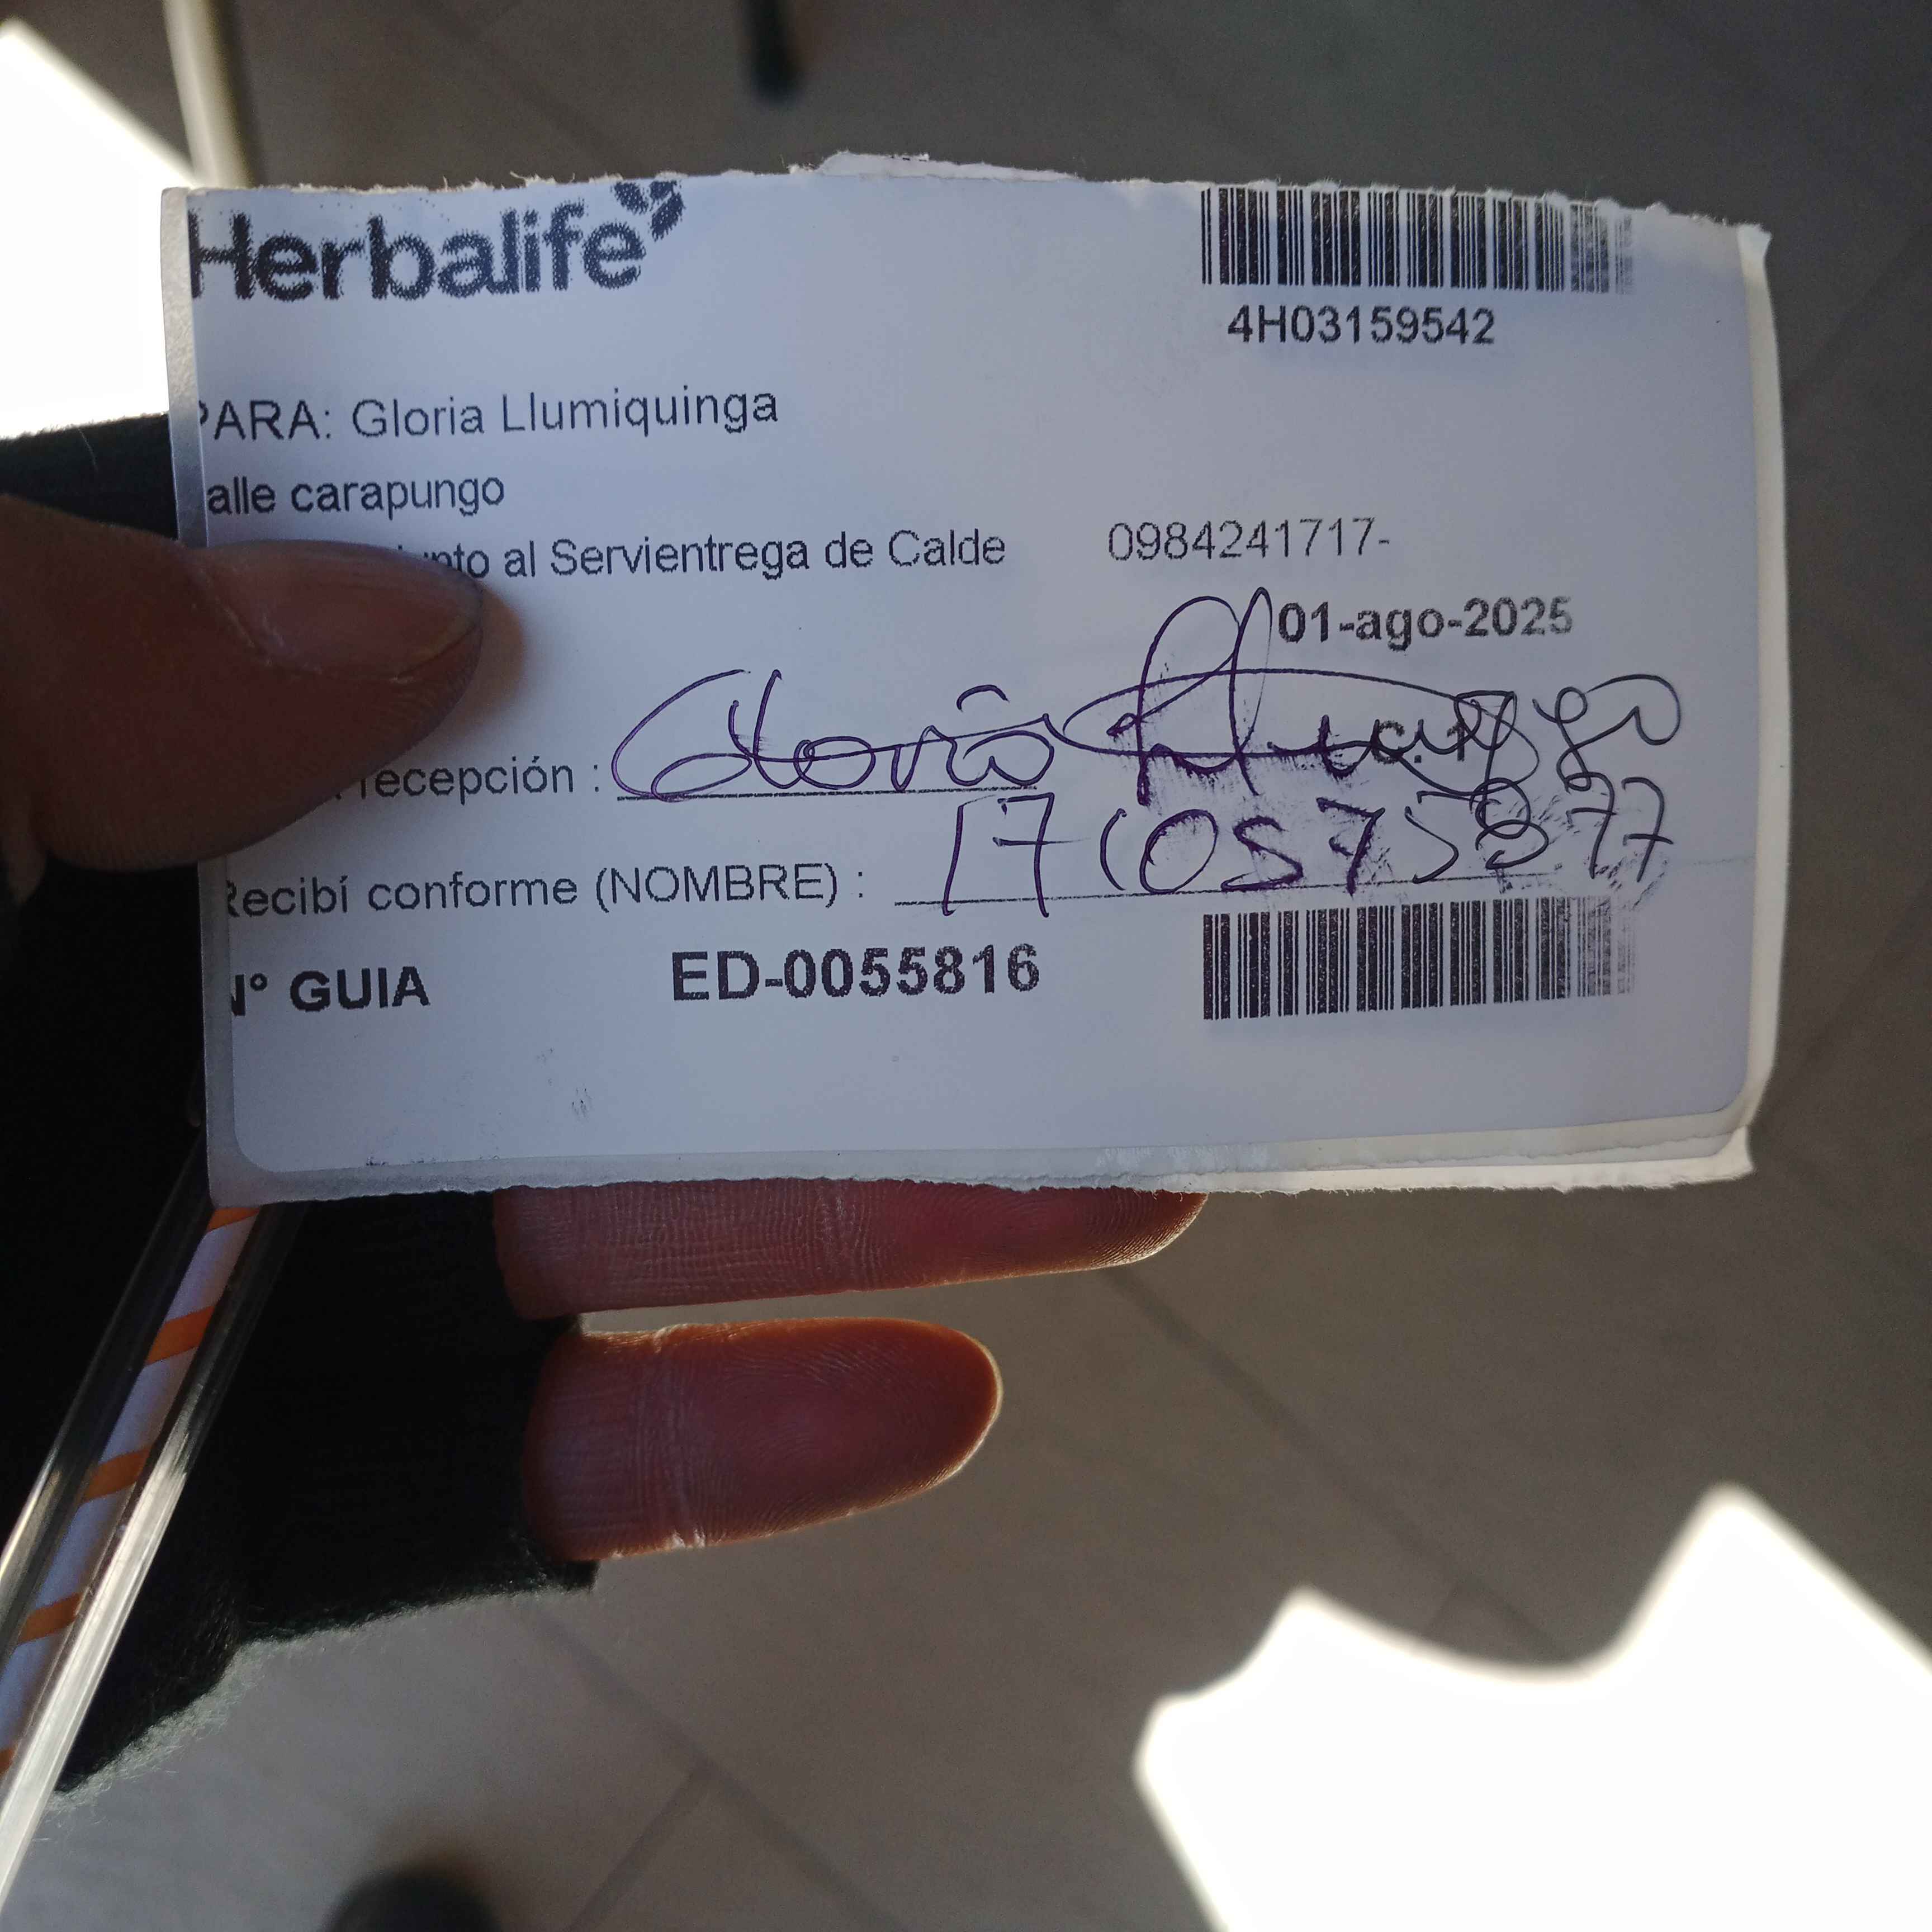 Herbalife
4H03159542
PARA: Gloria Llumiquinga
alle carapungo
al Servientrega de Calde 0984241717-
01-ago-2025
recepción : Gloria
Recibí conforme (NOMBRE) :
N° GUIA ED-0055816